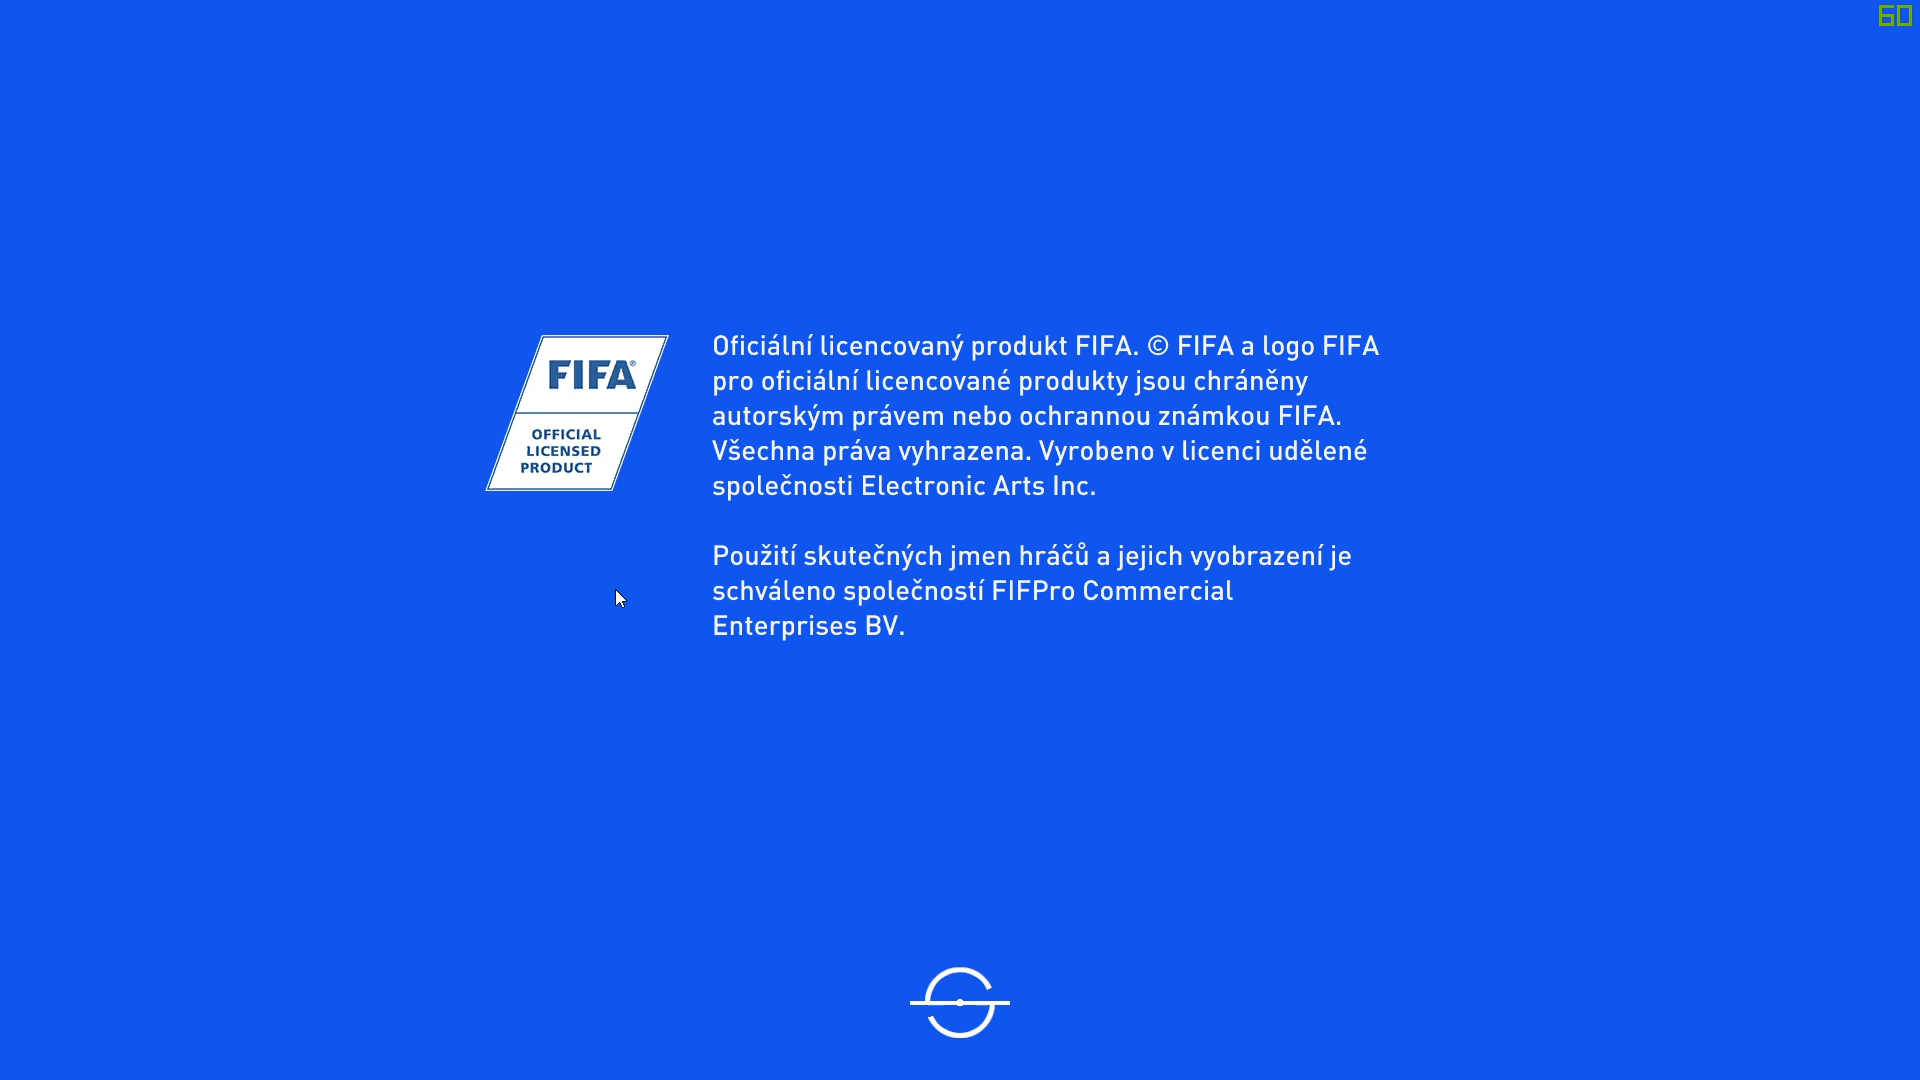 60
FIFA®
OFFICIAL
LICENSED
PRODUCT
Oficiální licencovaný produkt FIFA. © FIFA a logo FIFA
pro oficiální licencované produkty jsou chráněny
autorským právem nebo ochrannou známkou FIFA.
Všechna práva vyhrazena. Vyrobeno v licenci udělené
společnosti Electronic Arts Inc.
Použití skutečných jmen hráčů a jejich vyobrazení je
schváleno společností FIFPro Commercial
Enterprises BV.